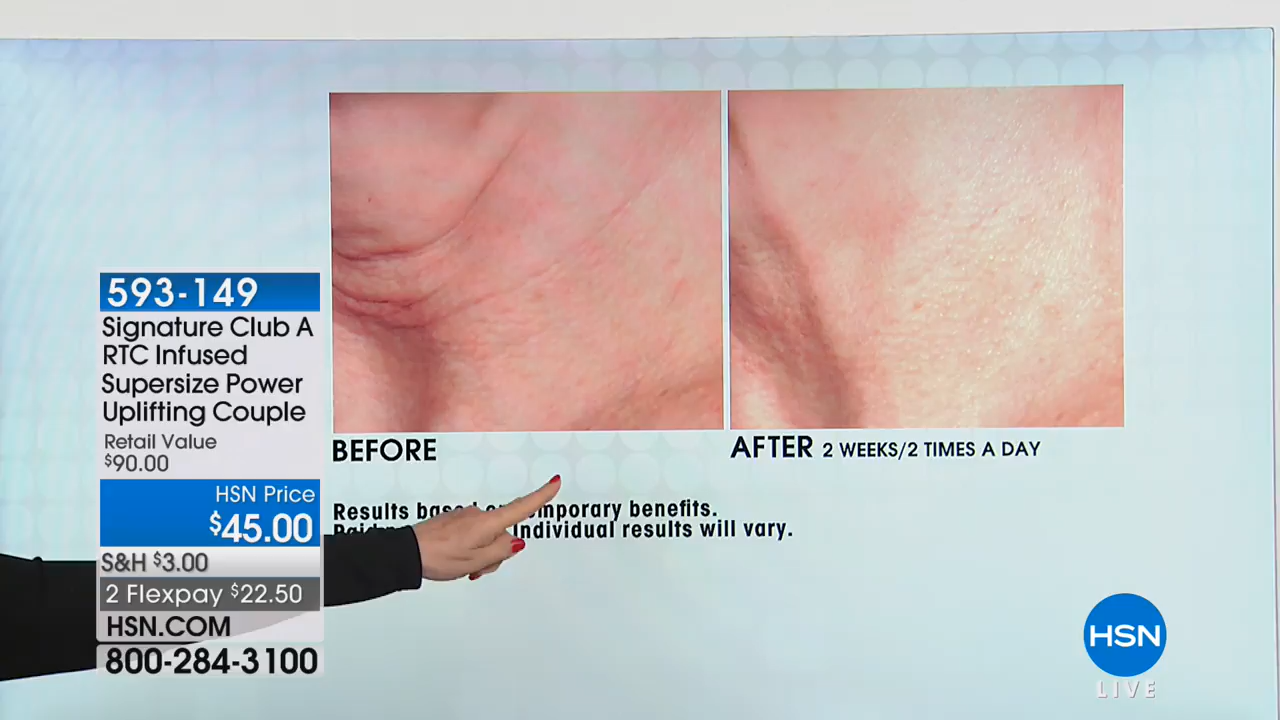 593-149
Signature Club A
RTC Infused
Supersize Power
Uplifting Couple
Retail Value
$90.00
HSN Price
$45.00
S&H $3.00
2 Flexpay $22.50
HSN.COM
800-284-3100
BEFORE
AFTER 2 WEEKS/2 TIMES A DAY
Results based on temporary benefits.
Paid individual results will vary.
HSN
LIVE